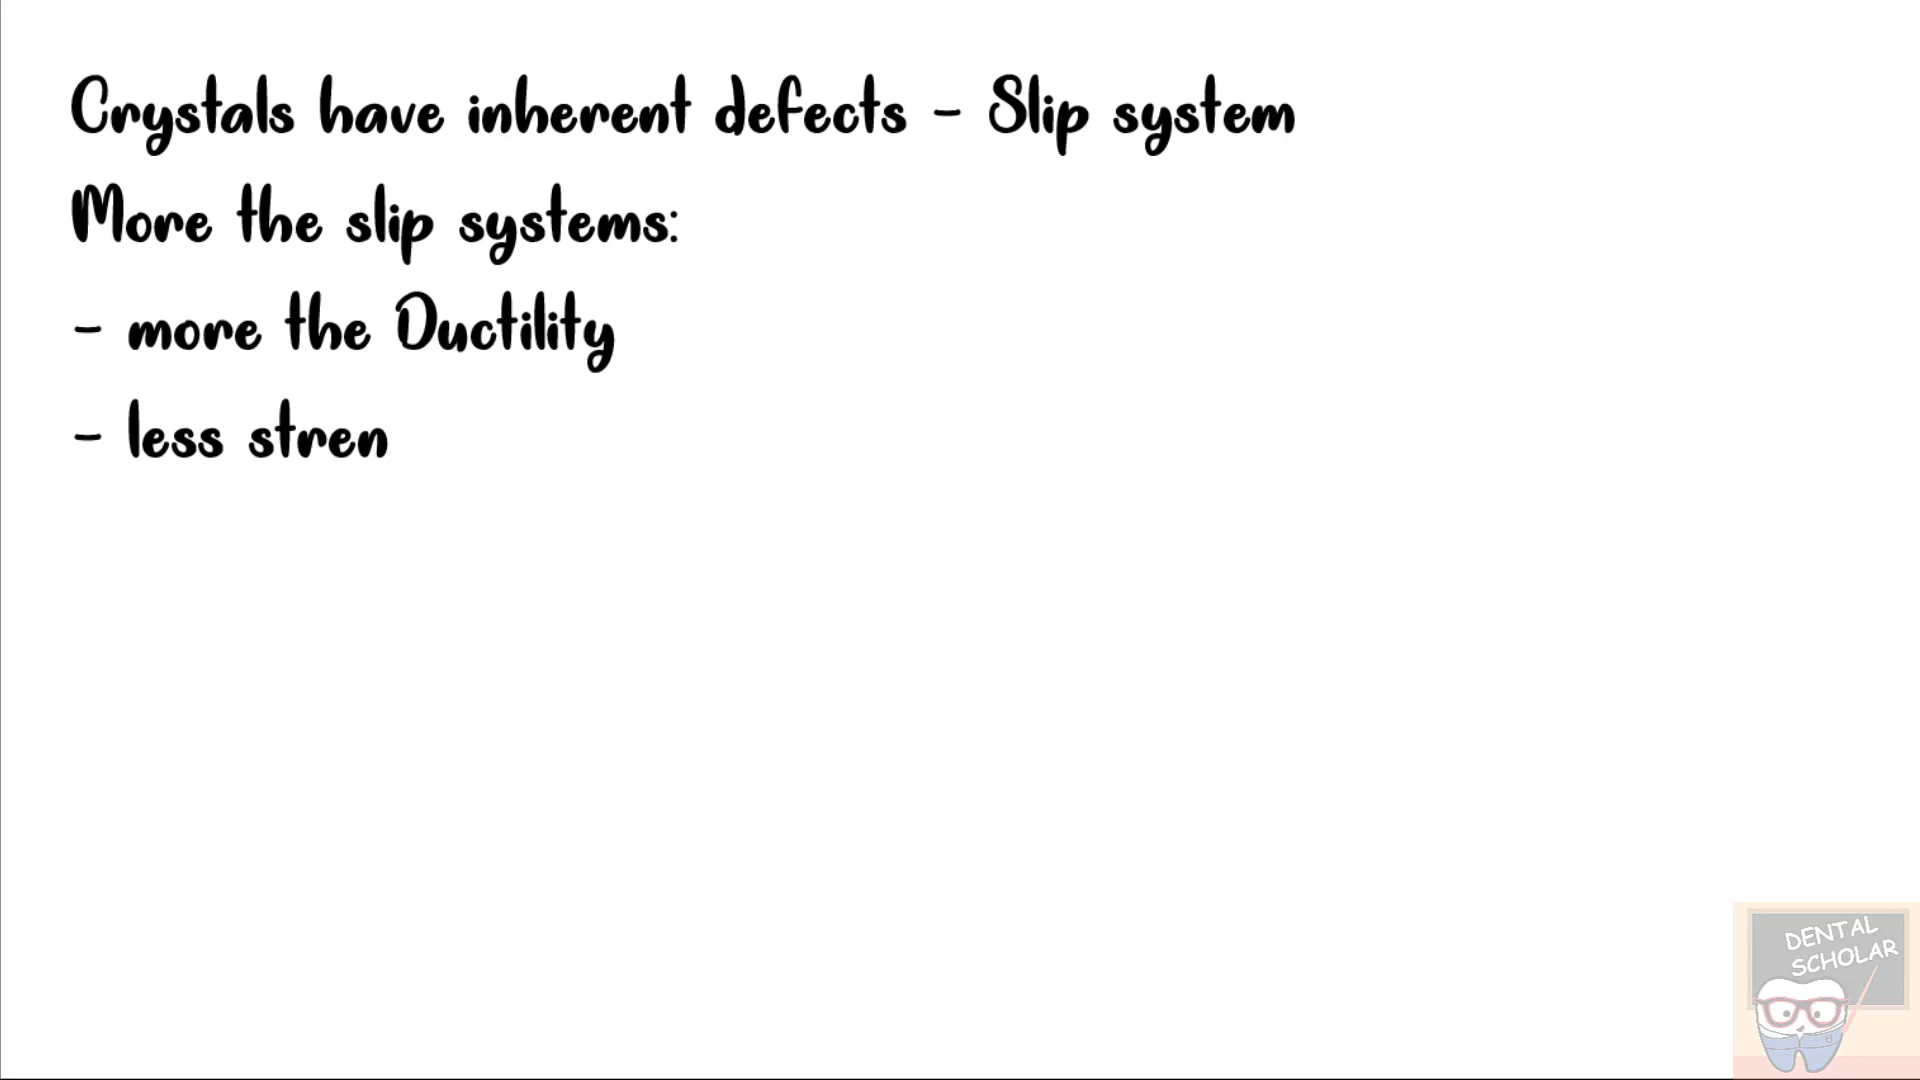 Crystals have inherent defects - Slip system
More the slip systems:
- more the Ductility
- less stren
DENTAL
SCHOLAR